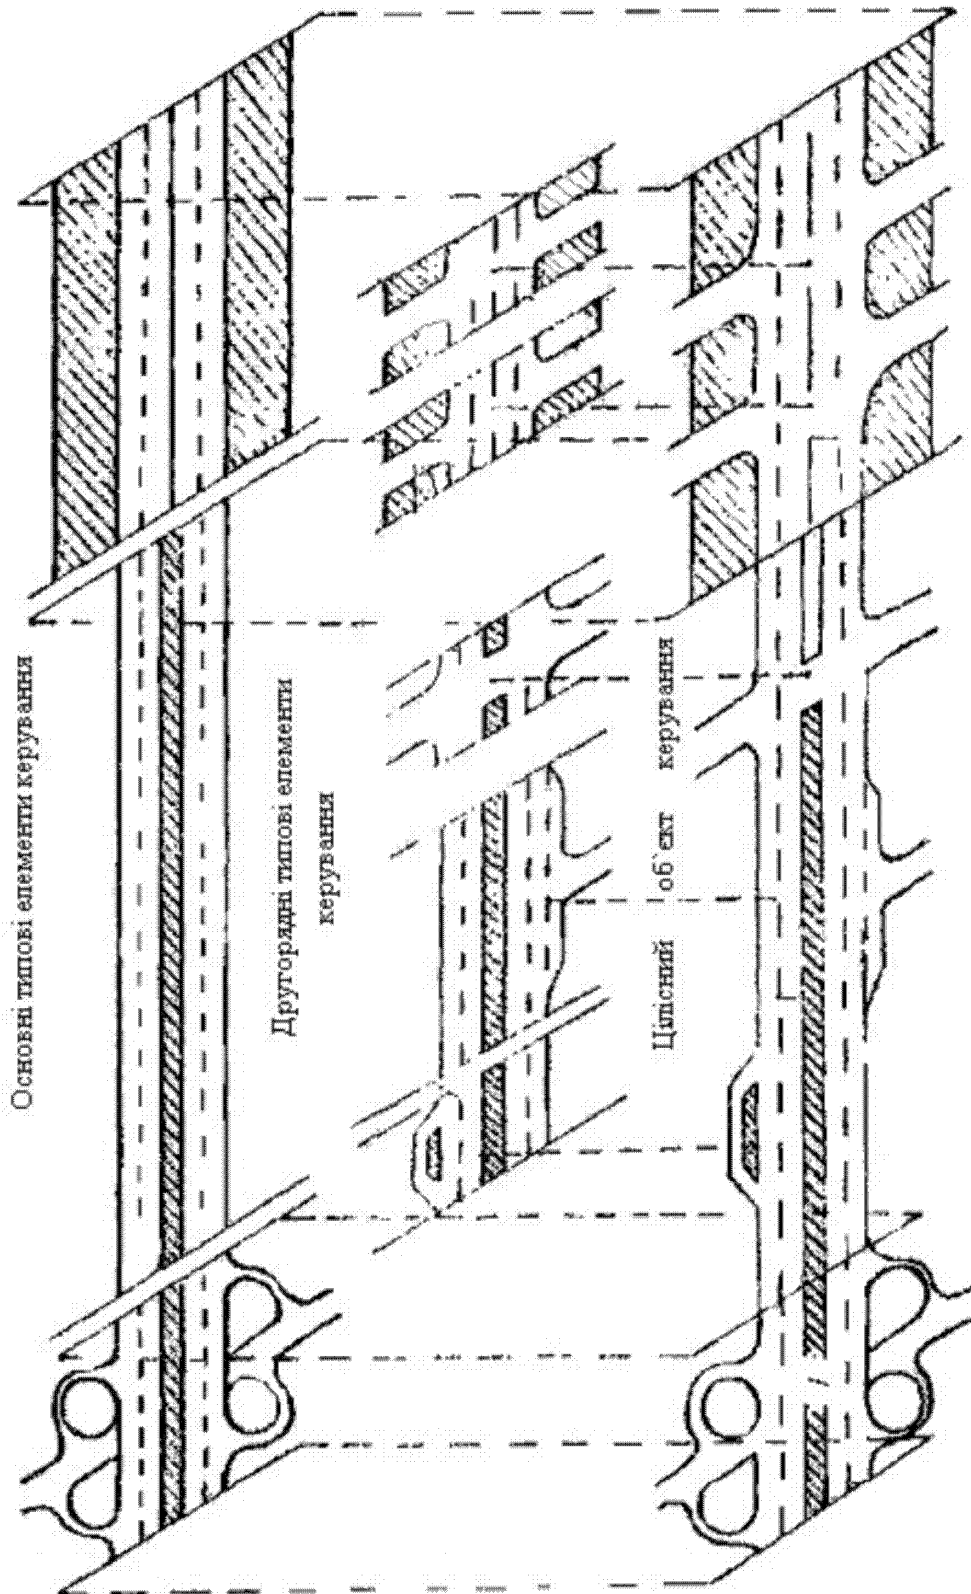 Основні типові елементи керування
Другорядні типові елементи
керування
Цілісний об`єкт керування